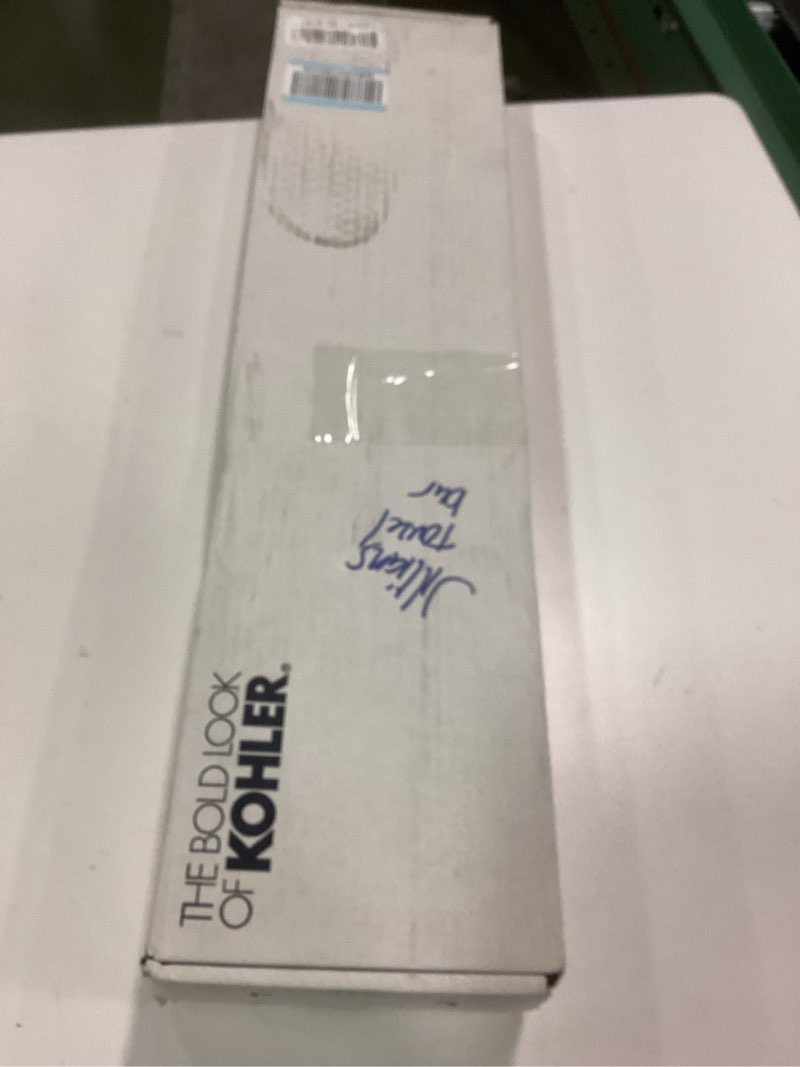 THE BOLD LOOK
OF KOHLER®
towel
bar